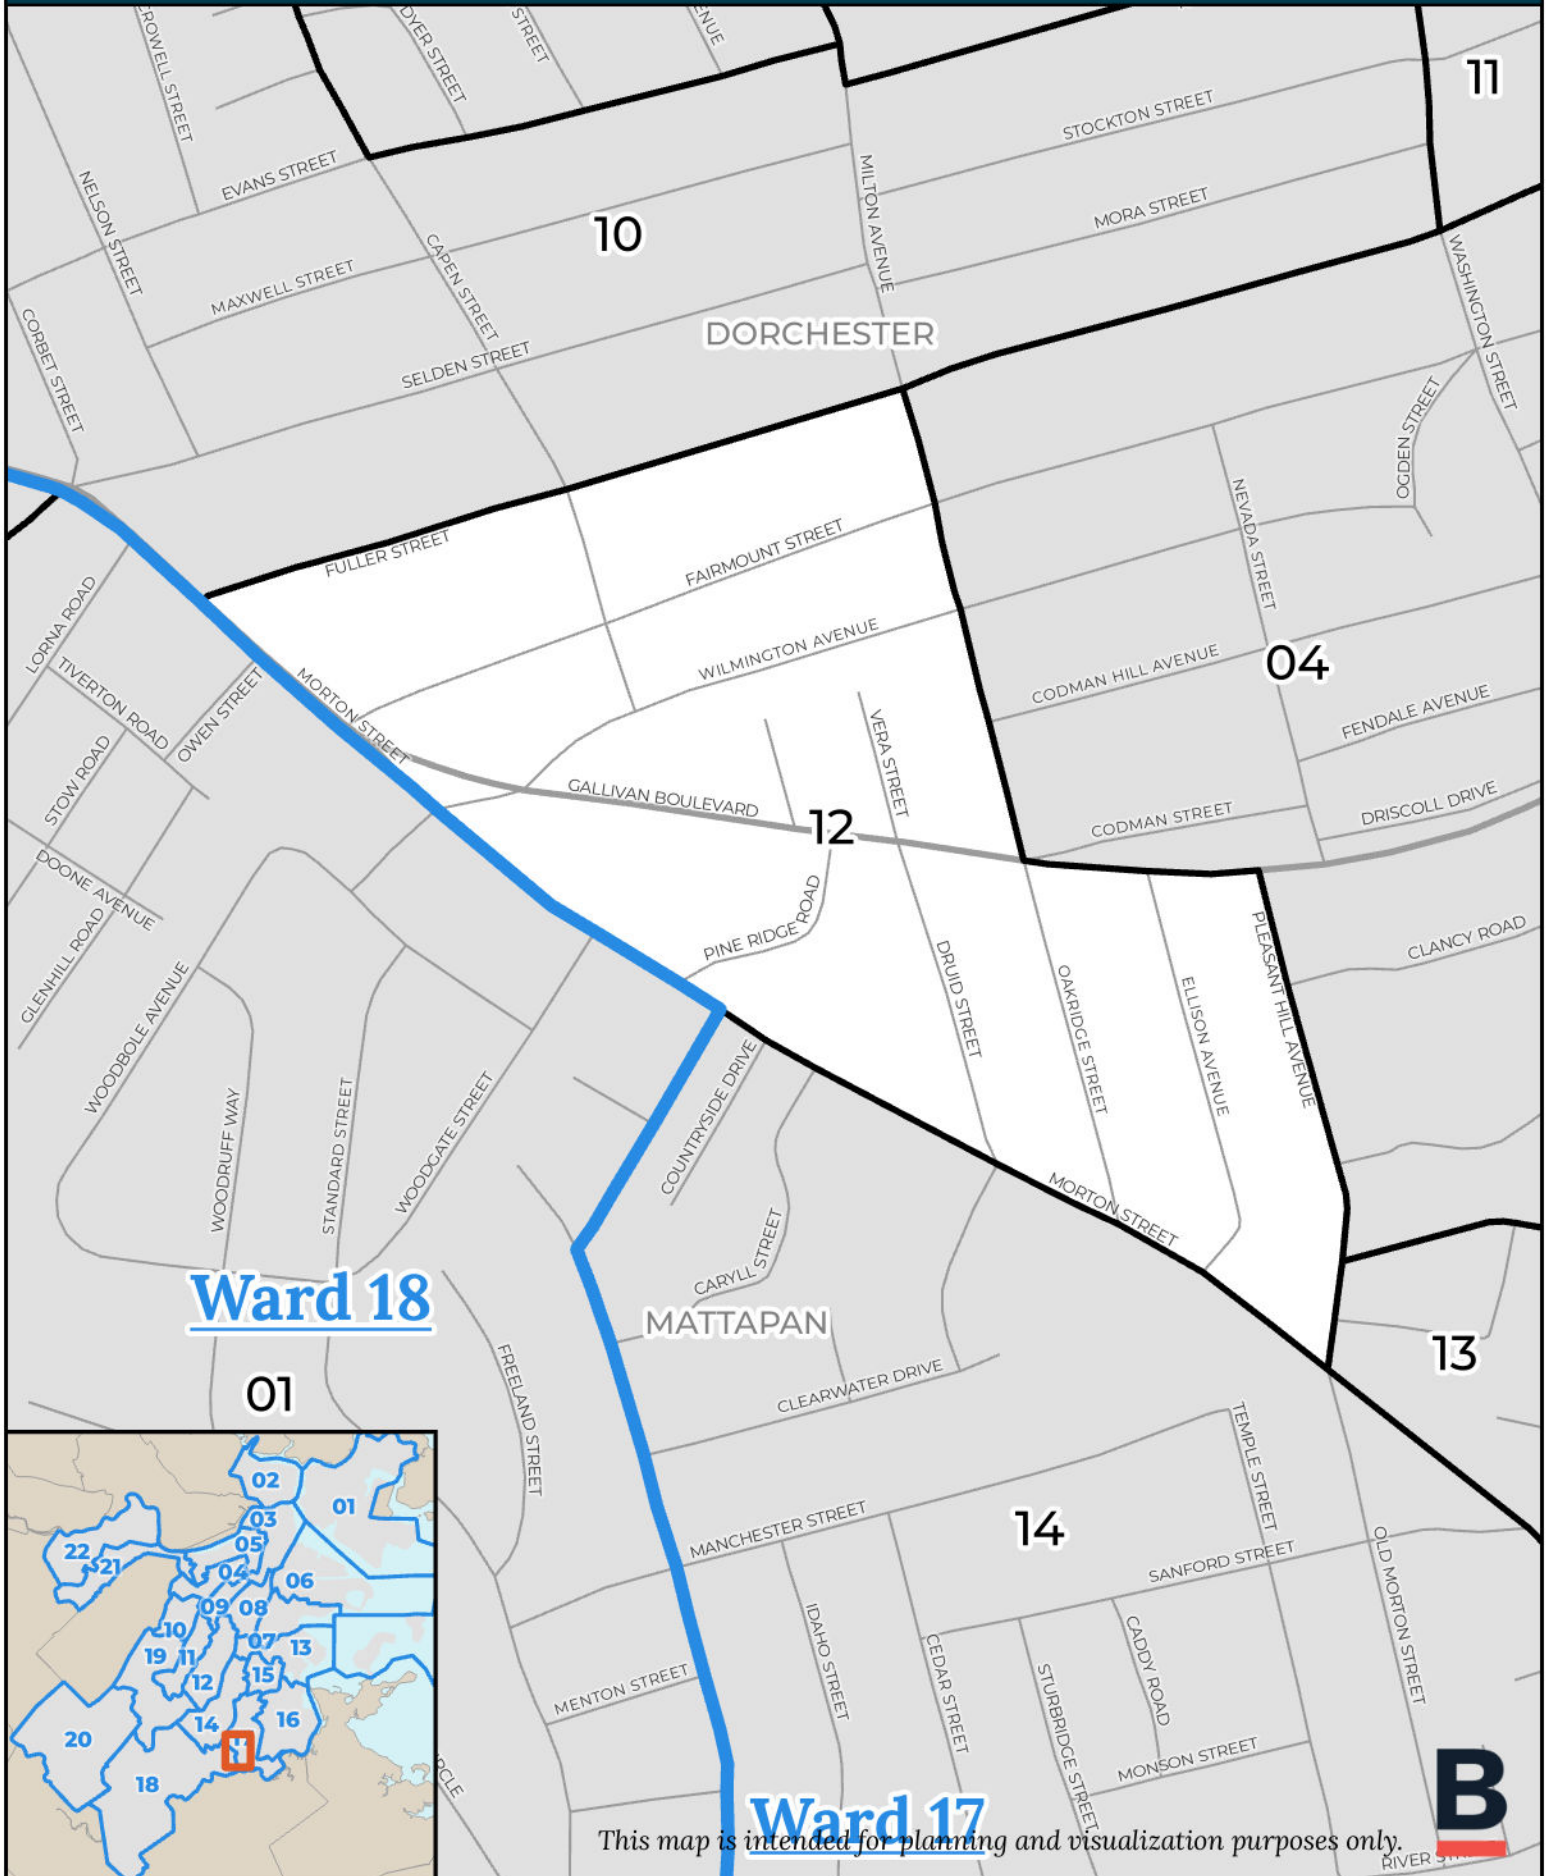 CROWELL STREET
DYER STREET
STREET
ENUE
11
STOCKTON STREET
EVANS STREET
NELSON STREET
MILTON AVENUE
MORA STREET
10
CAPEN STREET
WASHINGTON STREET
MAXWELL STREET
CORBET STREET
DORCHESTER
SELDEN STREET
OGDEN STREET
NEVADA STREET
FULLER STREET
FAIRMOUNT STREET
LORNA ROAD
WILMINGTON AVENUE
CODMAN HILL AVENUE
04
TIVERTON ROAD
OWEN STREET
MORTON STREET
FENDALE AVENUE
VERA STREET
STOW ROAD
GALLIVAN BOULEVARD
12
CODMAN STREET
DRISCOLL DRIVE
DOONE AVENUE
PINE RIDGE ROAD
GLENHILL ROAD
PLEASANT HILL AVENUE
CLANCY ROAD
WOODBOLE AVENUE
DRUID STREET
OAKRIDGE STREET
ELLISON AVENUE
COUNTRYSIDE DRIVE
WOODRUFF WAY
STANDARD STREET
WOODGATE STREET
MORTON STREET
CARYLL STREET
Ward 18
MATTAPAN
13
FREELAND STREET
01
CLEARWATER DRIVE
TEMPLE STREET
MANCHESTER STREET
14
SANFORD STREET
OLD MORTON STREET
IDAHO STREET
CEDAR STREET
CADDY ROAD
STURBRIDGE STREET
MENTON STREET
MONSON STREET
RCLE
02
01
03
05
22
21
04
06
09
08
10
07
13
19
11
12
15
14
16
20
18
Ward 17
B
This map is intended for planning and visualization purposes only.
RIVER